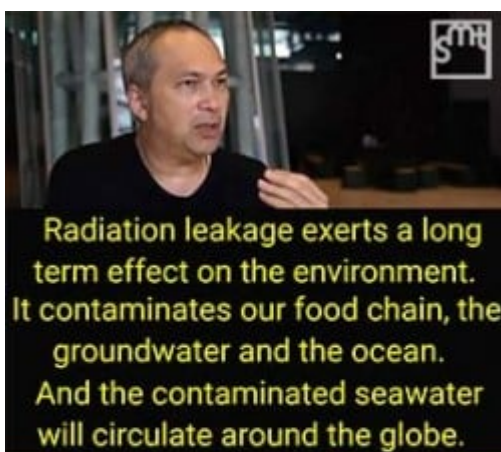 smt
Radiation leakage exerts a long
term effect on the environment.
It contaminates our food chain, the
groundwater and the ocean.
And the contaminated seawater
will circulate around the globe.